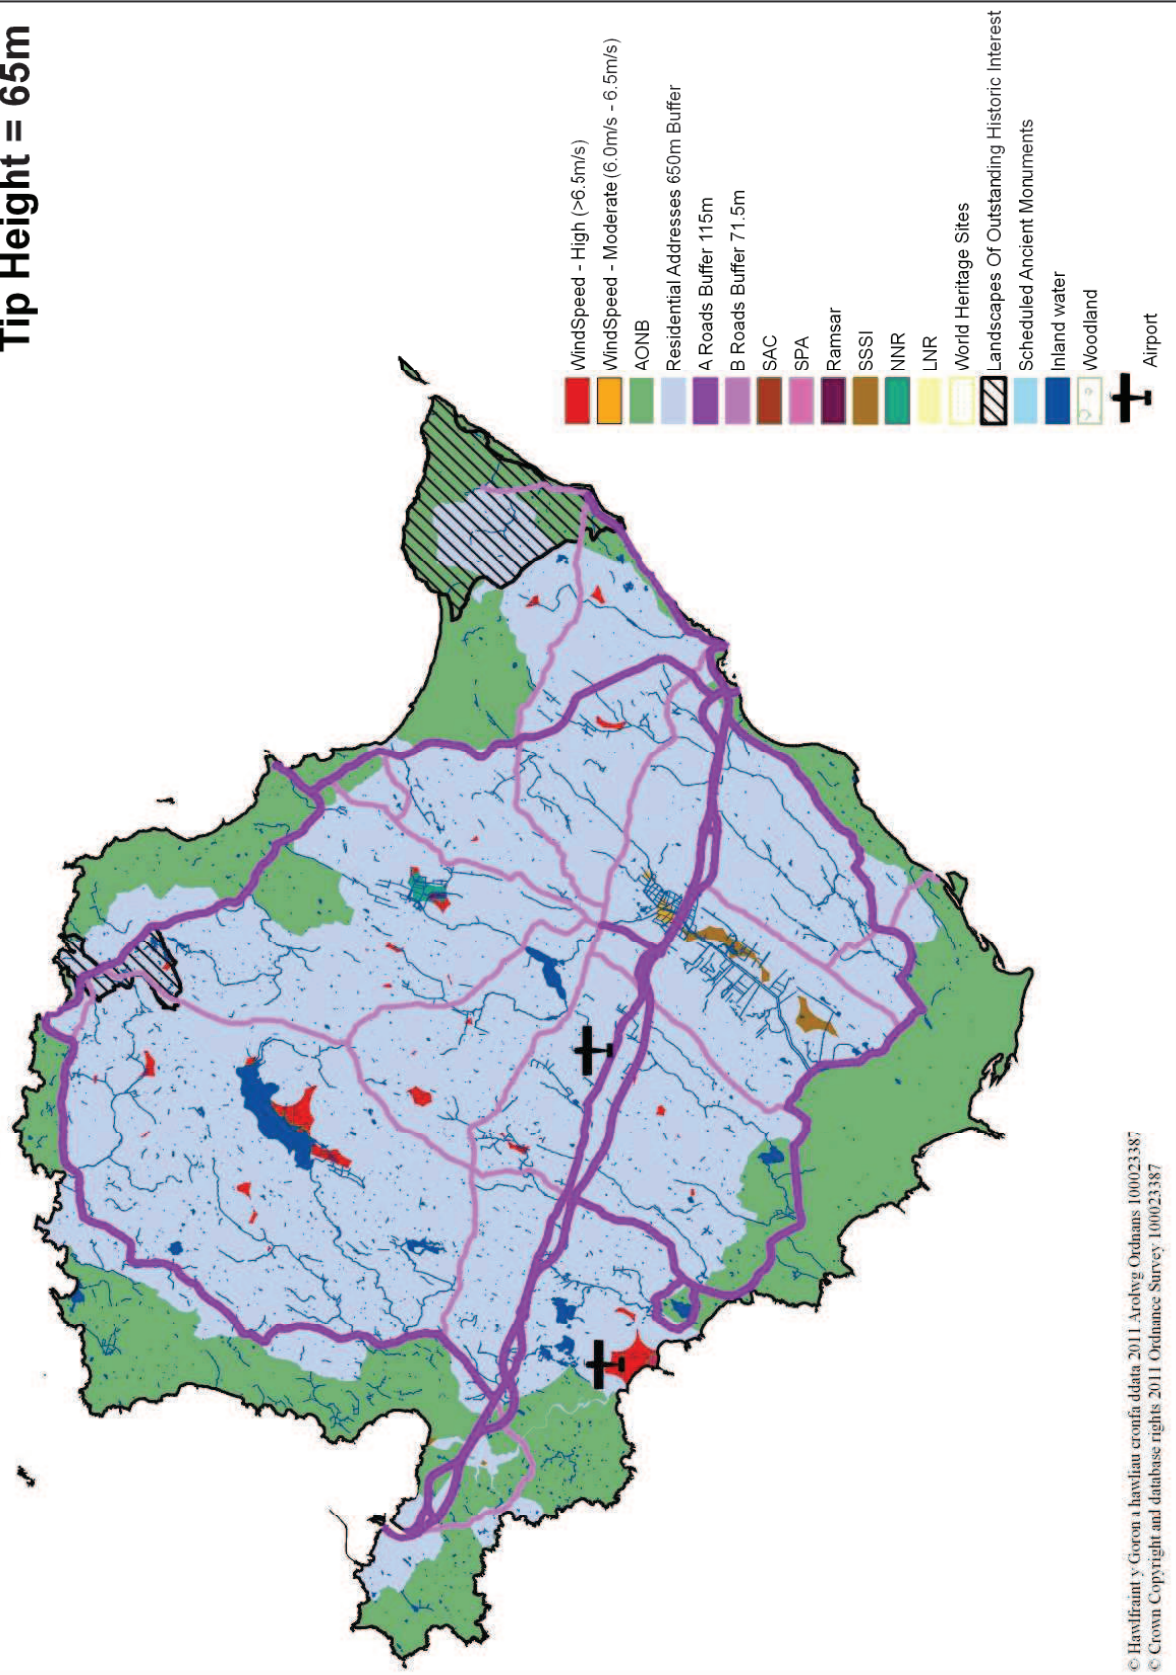 Tip Height = 65m
WindSpeed - High (>6.5m/s)
WindSpeed - Moderate (6.0m/s - 6.5m/s)
AONB
Residential Addresses 650m Buffer
A Roads Buffer 115m
B Roads Buffer 71.5m
SAC
SPA
Ramsar
SSSI
NNR
LNR
World Heritage Sites
Landscapes Of Outstanding Historic Interest
Scheduled Ancient Monuments
Inland water
Woodland
Airport
© Hawlfraint y Goron a hawliau cronfa ddata 2011 Arolwg Ordnans 100023387
© Crown Copyright and database rights 2011 Ordnance Survey 100023387